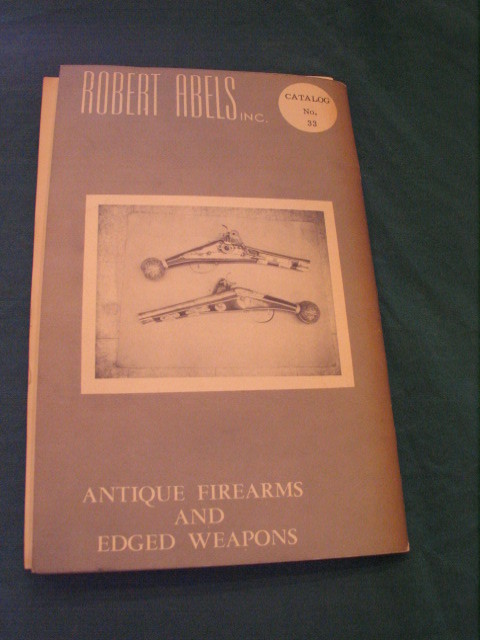 ROBERT ABELS INC.
CATALOG
No.
33
ANTIQUE FIREARMS
AND
EDGED WEAPONS